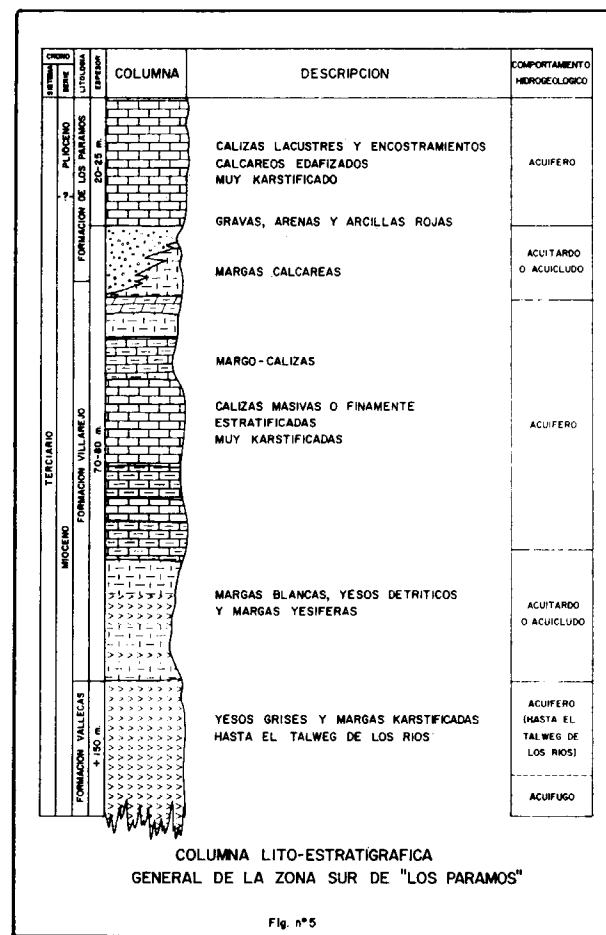 CRONO
SISTEMA
SERIE
LITOLOGIA
ESPESOR
COLUMNA
DESCRIPCION
COMPORTAMIENTO
HIDROGEOLOGICO
TERCIARIO
PLIOCENO
-?-
MIOCENO
FORMACION DE LOS PARAMOS
20-25 m.
CALIZAS LACUSTRES Y ENCOSTRAMIENTOS
CALCAREOS EDAFIZADOS
MUY KARSTIFICADO
ACUIFERO
GRAVAS, ARENAS Y ARCILLAS ROJAS
MARGAS CALCAREAS
ACUITARDO
O ACUICLUDO
FORMACION VILLAREJO
70-80 m.
MARGO-CALIZAS
CALIZAS MASIVAS O FINAMENTE
ESTRATIFICADAS
MUY KARSTIFICADAS
ACUIFERO
MARGAS BLANCAS, YESOS DETRITICOS
Y MARGAS YESIFERAS
ACUITARDO
O ACUICLUDO
FORMACION VALLECAS
+150 m.
YESOS GRISES Y MARGAS KARSTIFICADAS
HASTA EL TALWEG DE LOS RIOS
ACUIFERO
(HASTA EL
TALWEG DE
LOS RIOS)
ACUIFUGO
COLUMNA LITO-ESTRATIGRAFICA
GENERAL DE LA ZONA SUR DE "LOS PARAMOS"
Fig. nº5